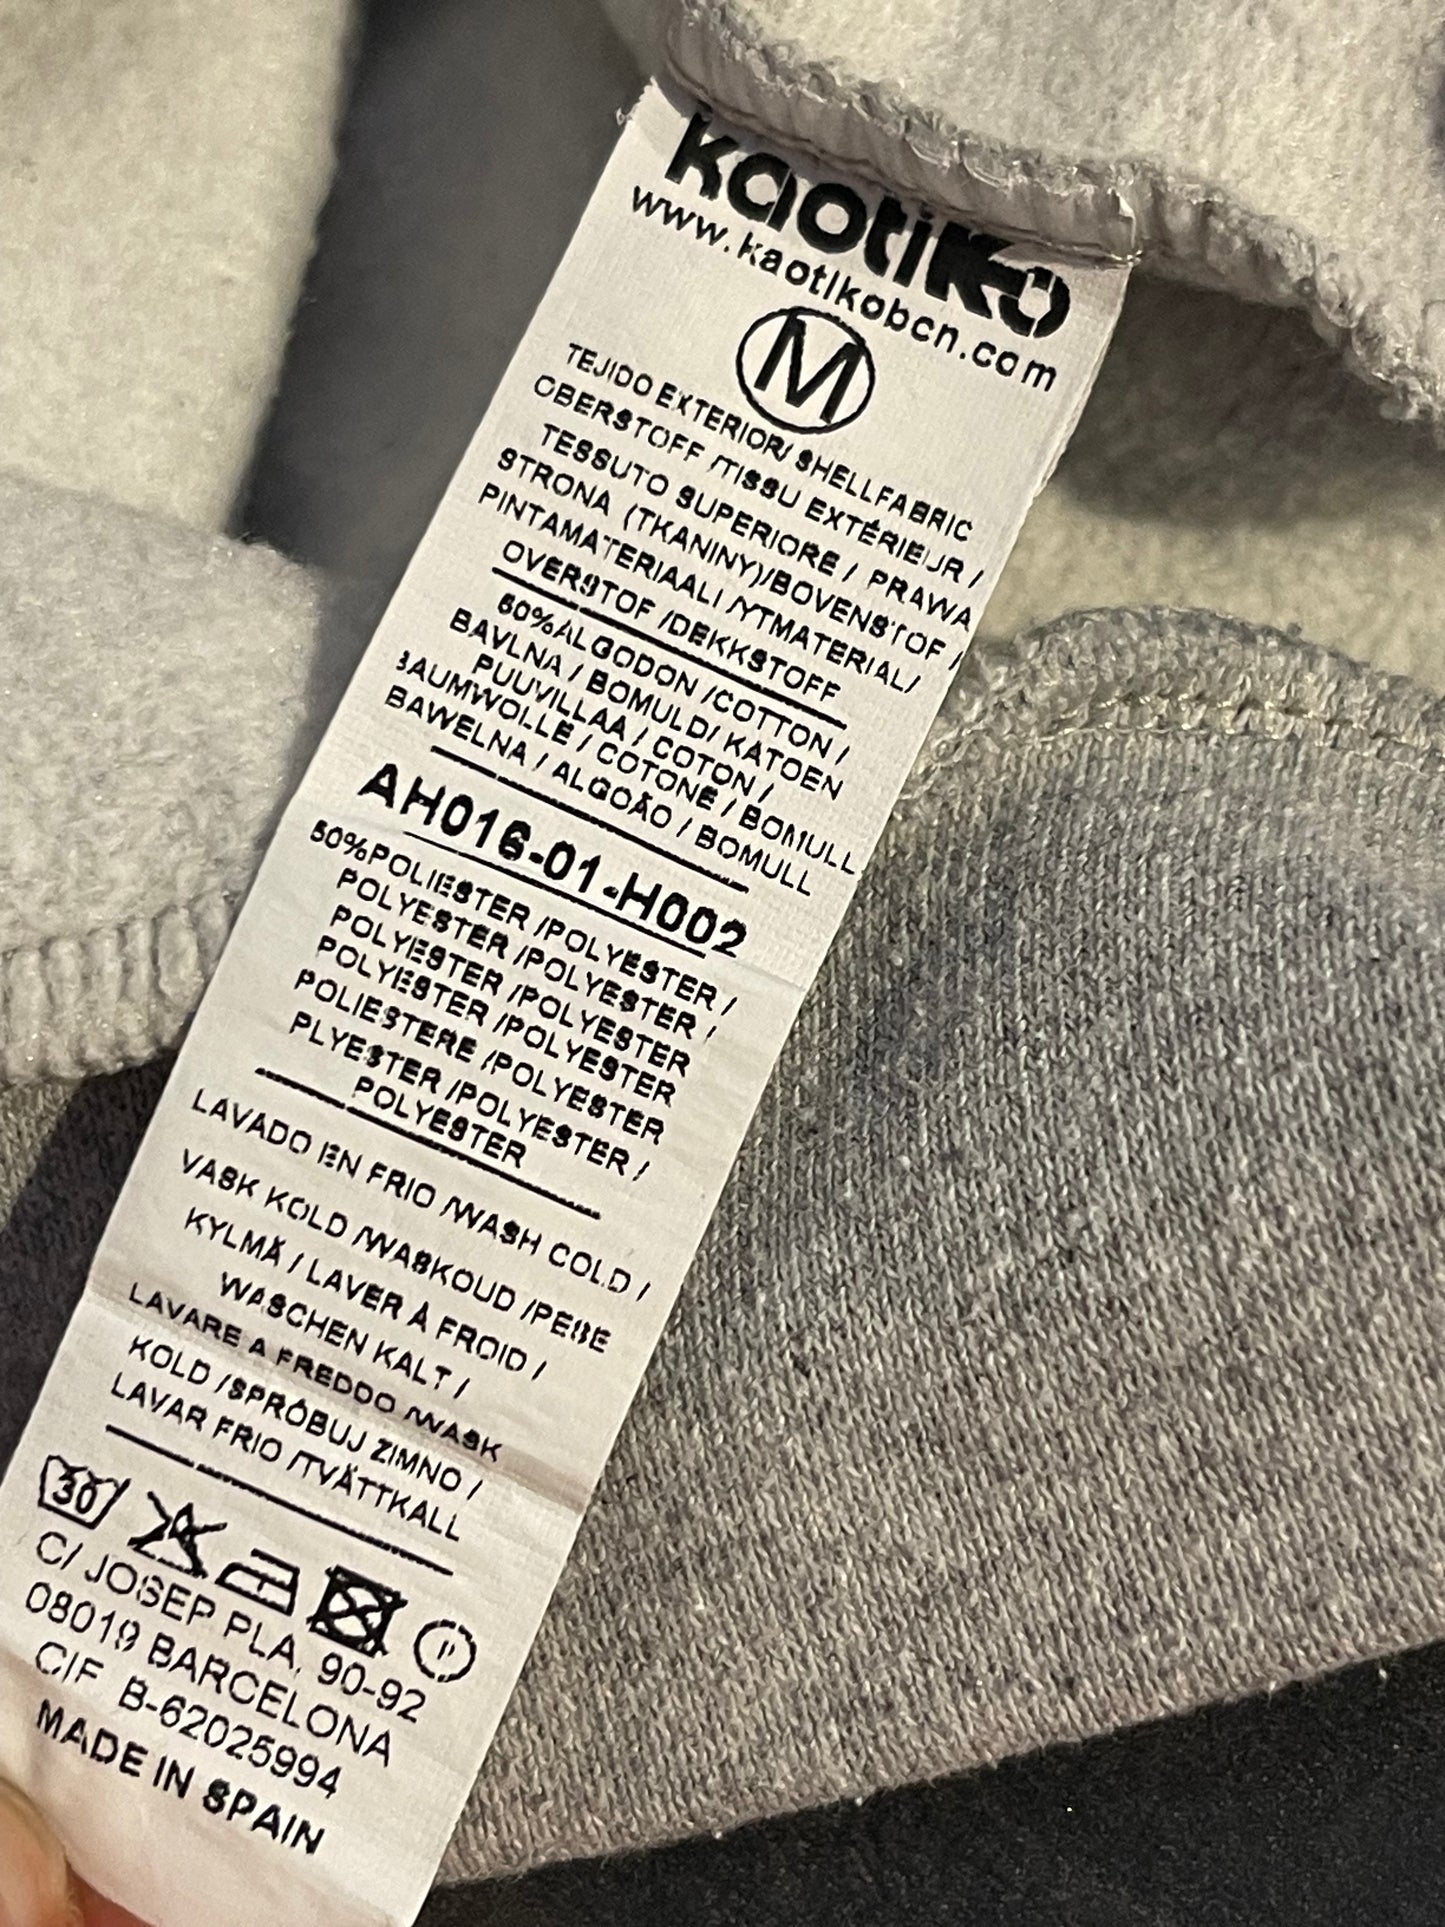 kaotiko
www.kaotikobcn.com
M
TEJIDO EXTERIOR/ SHELLFABRIC
OBERSTOFF /TISSU EXTÉRIEUR /
TESSUTO SUPERIORE / PRAWA
STRONA (TKANINY)/BOVENSTOF /
PINTAMATERIAALI /YTMATERIAL/
OVERSTOF /DEKKSTOFF
50%ALGODON /COTTON /
BAVLNA / BOMULD/ KATOEN
PUUVILLAA / COTON /
BAUMWOLLE / COTONE / BOMULL
BAWELNA / ALGOÃO / BOMULL
AH016-01-H002
50%POLIESTER /POLYESTER /
POLYESTER /POLYESTER /
POLYESTER /POLYESTER
POLYESTER /POLYESTER
POLIESTERE /POLYESTER
PLYESTER /POLYESTER /
POLYESTER
LAVADO EN FRIO /WASH COLD /
VASK KOLD /WASKOUD /PESE
KYLMÄ / LAVER À FROID /
WASCHEN KALT /
LAVARE A FREDDO /WASK
KOLD /SPRÓBUJ ZIMNO /
LAVAR FRIO /TVÄTTKALL
30
C/ JOSEP PLA, 90-92
08019 BARCELONA
CIF B-62025994
MADE IN SPAIN